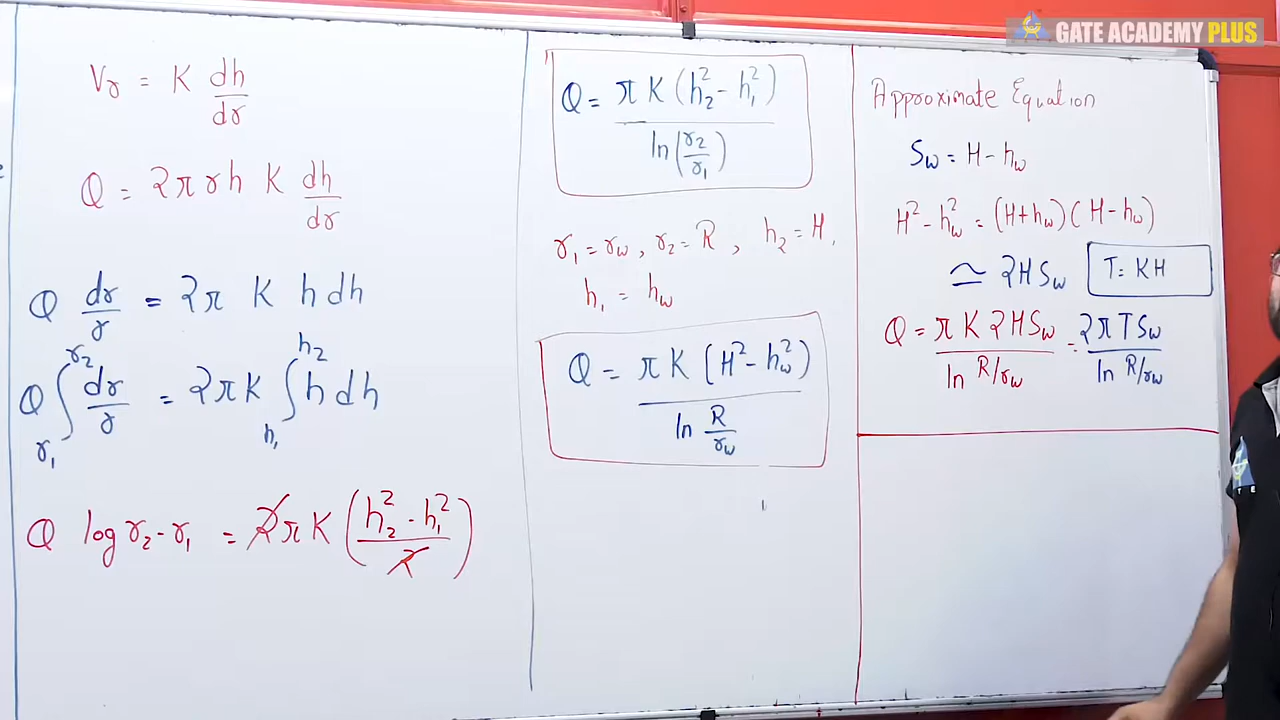 GATE ACADEMY PLUS
Vr = K dh/dr
Q = 2πrh K dh/dr
Q dr/r = 2π K h dh
Q ∫_{r1}^{r2} dr/r = 2πK ∫_{h1}^{h2} h dh
Q log r2 - r1 = 2πK ((h2² - h1²)/2)
Q = πK(h2² - h1²) / ln(r2/r1)
r1 = rw, r2 = R, h2 = H,
h1 = hw
Q = πK(H² - hw²) / ln R/rw
Approximate Equation
Sw = H - hw
H² - hw² = (H+hw)(H-hw)
≃ 2HSw
T = KH
Q = πK2HSw / ln R/rw = 2πTSw / ln R/rw